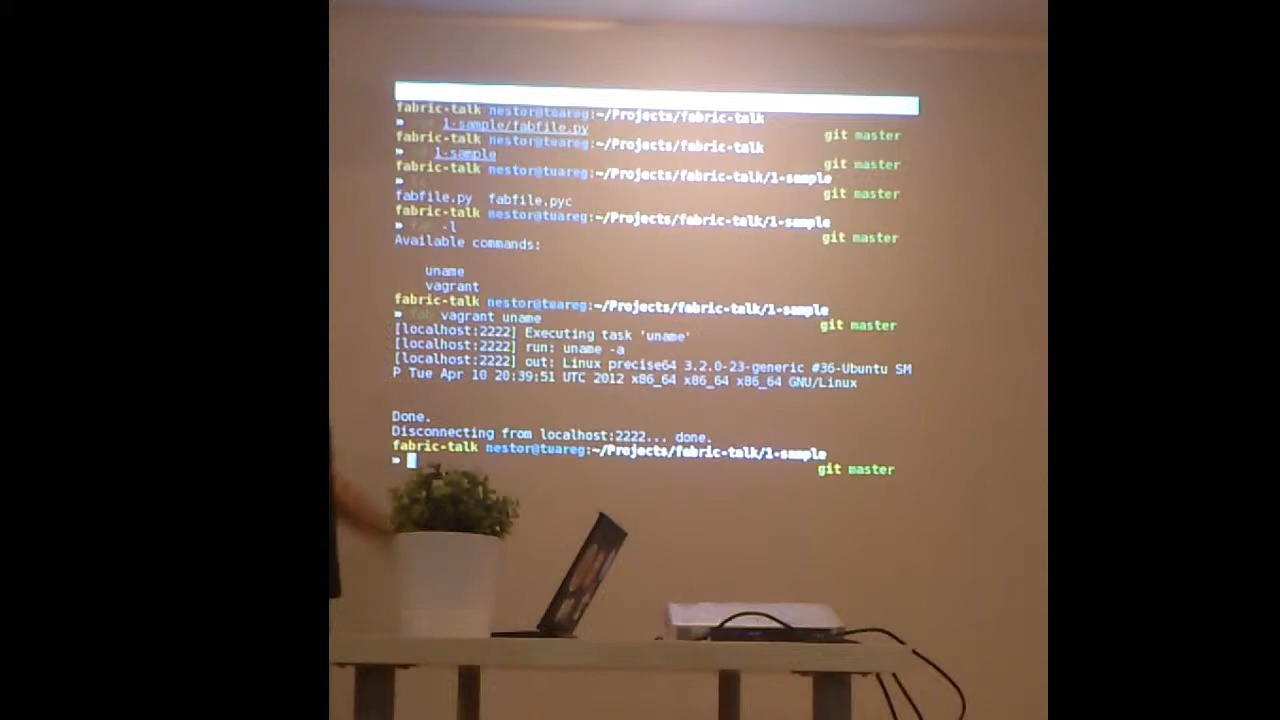 fabric-talk nestor@tuareg:~/Projects/fabric-talk
» 1-sample/fabfile.py git master
fabric-talk nestor@tuareg:~/Projects/fabric-talk
» 1-sample git master
fabric-talk nestor@tuareg:~/Projects/fabric-talk/1-sample
» git master
fabfile.py fabfile.pyc
fabric-talk nestor@tuareg:~/Projects/fabric-talk/1-sample
» fab -l git master
Available commands:
uname
vagrant
fabric-talk nestor@tuareg:~/Projects/fabric-talk/1-sample
» fab vagrant uname git master
[localhost:2222] Executing task 'uname'
[localhost:2222] run: uname -a
[localhost:2222] out: Linux precise64 3.2.0-23-generic #36-Ubuntu SM
P Tue Apr 10 20:39:51 UTC 2012 x86_64 x86_64 x86_64 GNU/Linux
Done.
Disconnecting from localhost:2222... done.
fabric-talk nestor@tuareg:~/Projects/fabric-talk/1-sample
» git master